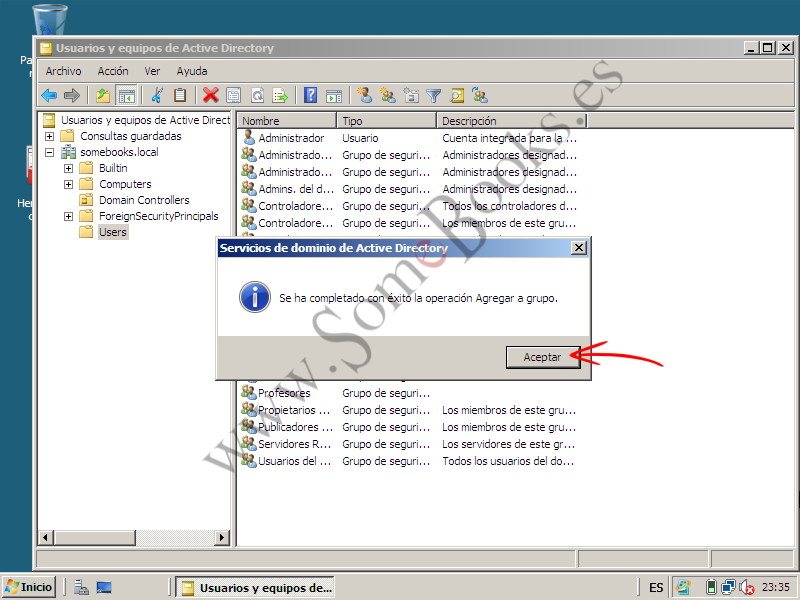 Pa
r
He
c
Usuarios y equipos de Active Directory
Archivo Acción Ver Ayuda
Usuarios y equipos de Active Direct
Consultas guardadas
somebooks.local
Builtin
Computers
Domain Controllers
ForeignSecurityPrincipals
Users
Nombre Tipo Descripción
Administrador Usuario Cuenta integrada para la ...
Administrado... Grupo de seguri... Administradores designad...
Administrado... Grupo de seguri... Administradores designad...
Admins. del d... Grupo de seguri... Administradores designad...
Controladore... Grupo de seguri... Todos los controladores d...
Controladore... Grupo de seguri... Los miembros de este gru...
Servicios de dominio de Active Directory
Se ha completado con éxito la operación Agregar a grupo.
Aceptar
Profesores Grupo de seguri...
Propietarios ... Grupo de seguri... Los miembros de este gru...
Publicadores ... Grupo de seguri... Los miembros de este gru...
Servidores R... Grupo de seguri... Los servidores de este gr...
Usuarios del ... Grupo de seguri... Todos los usuarios del do...
www.SomeBooks.es
Inicio Usuarios y equipos de... ES 23:35